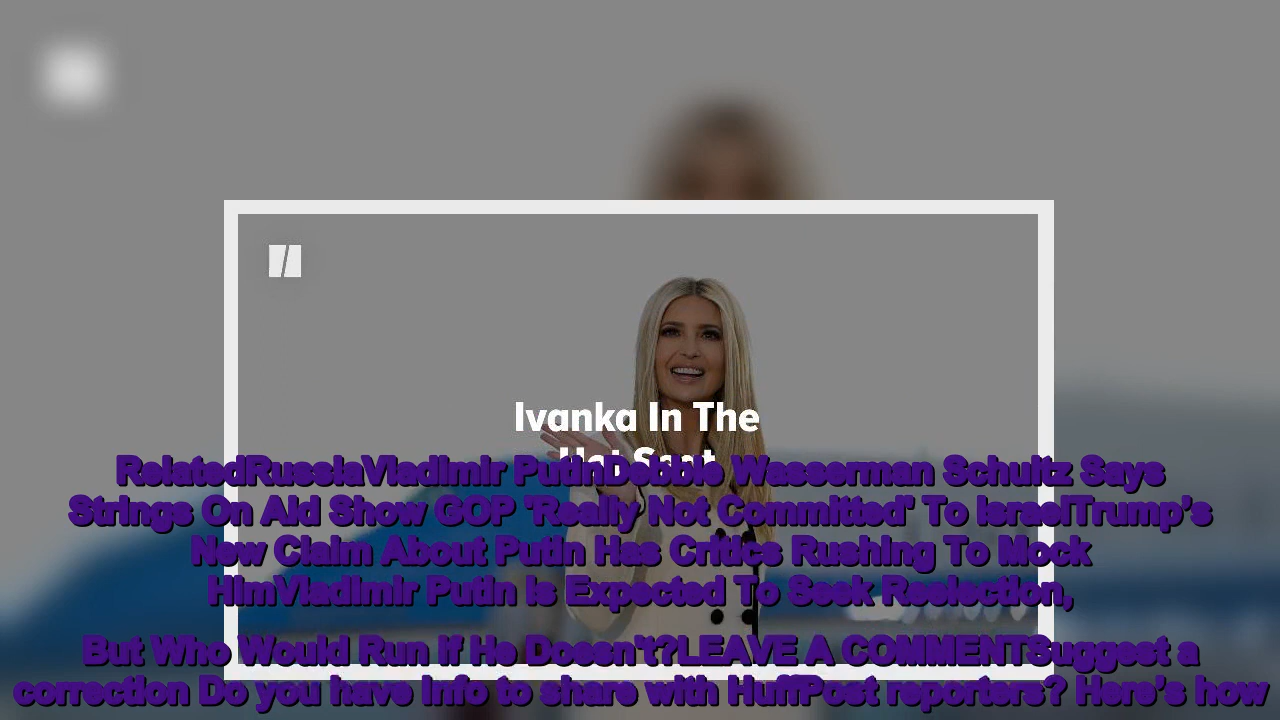 Ivanka In The
Hot Seat
RelatedRussiaVladimir PutinDebbie Wasserman Schultz Says
Strings On Aid Show GOP 'Really Not Committed' To IsraelTrump’s
New Claim About Putin Has Critics Rushing To Mock
HimVladimir Putin Is Expected To Seek Reelection,
But Who Would Run If He Doesn't?LEAVE A COMMENTSuggest a
correction Do you have info to share with HuffPost reporters? Here’s how